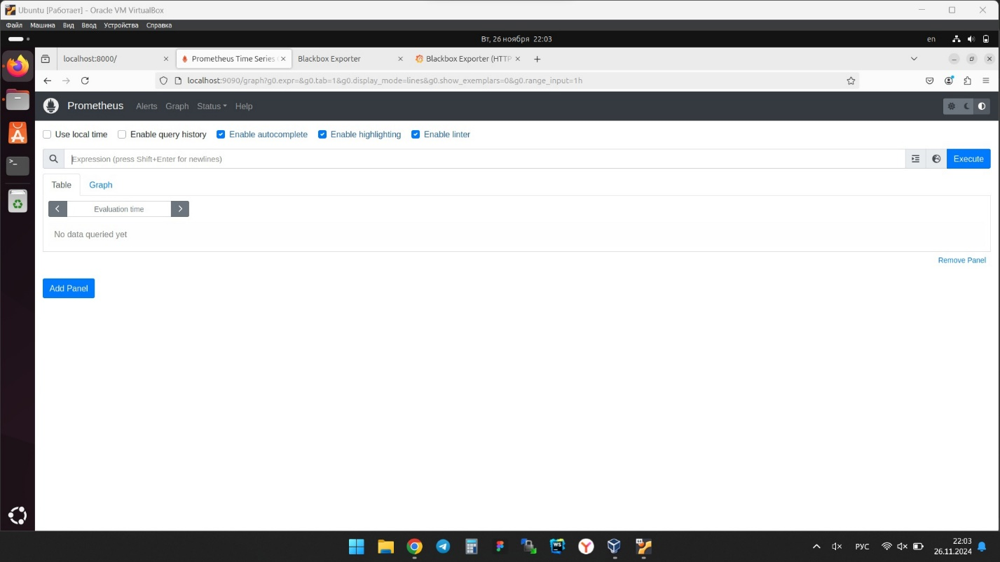 Ubuntu [Работает] - Oracle VM VirtualBox
Файл Машина Вид Ввод Устройства Справка
Вт, 26 ноября 22:03
en
localhost:8000/
Prometheus Time Series
Blackbox Exporter
Blackbox Exporter (HTTP
localhost:9090/graph?g0.expr=&g0.tab=1&g0.display_mode=lines&g0.show_exemplars=0&g0.range_input=1h
Prometheus Alerts Graph Status Help
Use local time Enable query history Enable autocomplete Enable highlighting Enable linter
Expression (press Shift+Enter for newlines)
Execute
Table Graph
Evaluation time
No data queried yet
Remove Panel
Add Panel
WS
РУС
22:03
26.11.2024